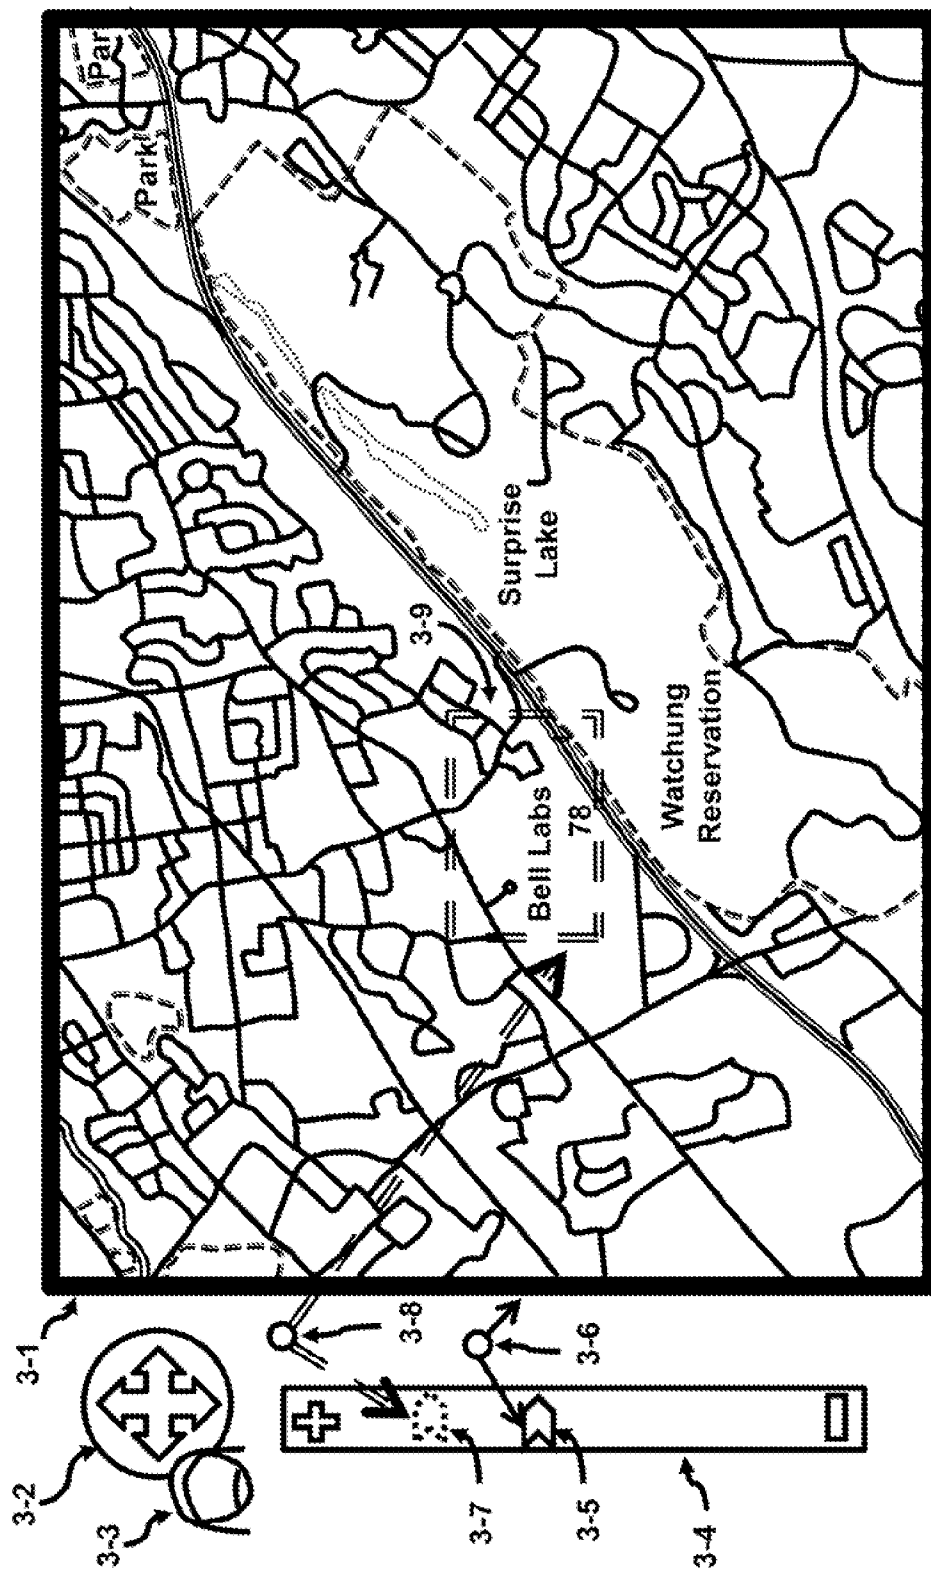 3-1
3-2
3-3
Par
Park
3-8
3-9
3-7
Surprise
Lake
Bell Labs
78
3-5
3-6
Watchung
Reservation
3-4